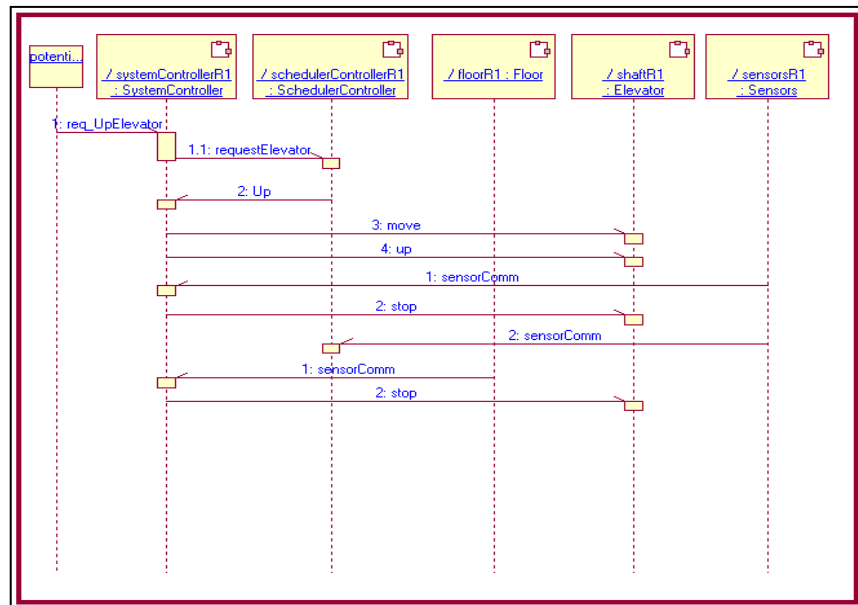 potenti...
/ systemControllerR1
: SystemController
/ schedulerControllerR1
: SchedulerController
/ floorR1 : Floor
/ shaftR1
: Elevator
/ sensorsR1
: Sensors
1: req_UpElevator
1.1: requestElevator
2: Up
3: move
4: up
1: sensorComm
2: stop
2: sensorComm
1: sensorComm
2: stop